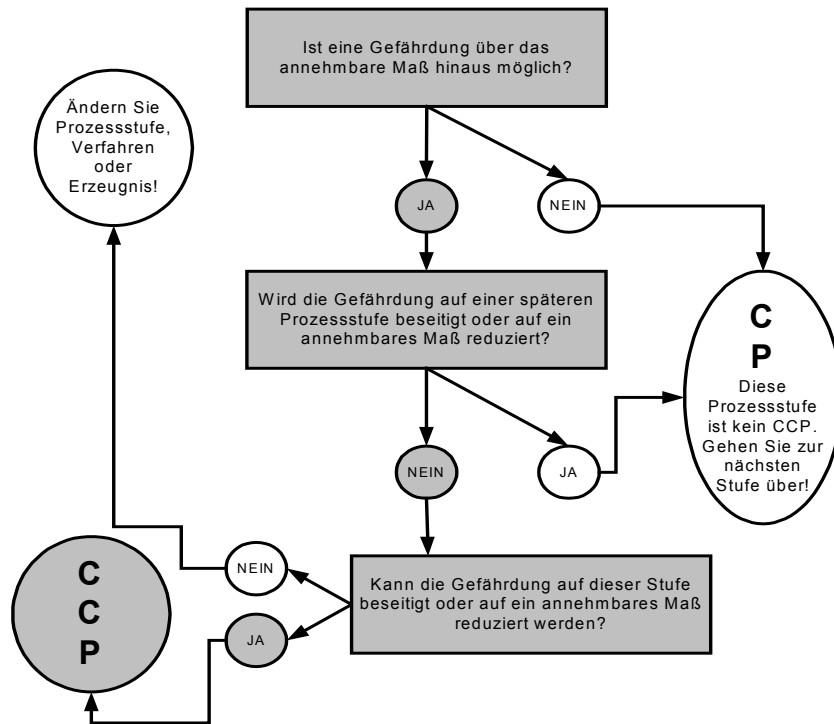 Ist eine Gefährdung über das
annehmbare Maß hinaus möglich?
Ändern Sie
Prozessstufe,
Verfahren
oder
Erzeugnis!
JA
NEIN
Wird die Gefährdung auf einer späteren
Prozessstufe beseitigt oder auf ein
annehmbares Maß reduziert?
C
P
Diese
Prozessstufe
ist kein CCP.
Gehen Sie zur
nächsten
Stufe über!
NEIN
JA
Kann die Gefährdung auf dieser Stufe
beseitigt oder auf ein annehmbares Maß
reduziert werden?
NEIN
JA
C
C
P